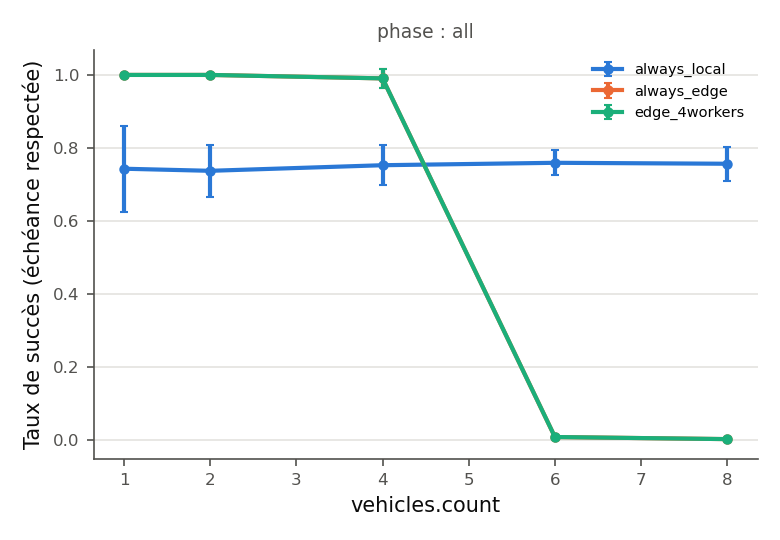 phase : all
always_local
always_edge
edge_4workers
Taux de succès (échéance respectée)
1.0
0.8
0.6
0.4
0.2
0.0
1 2 3 4 5 6 7 8
vehicles.count